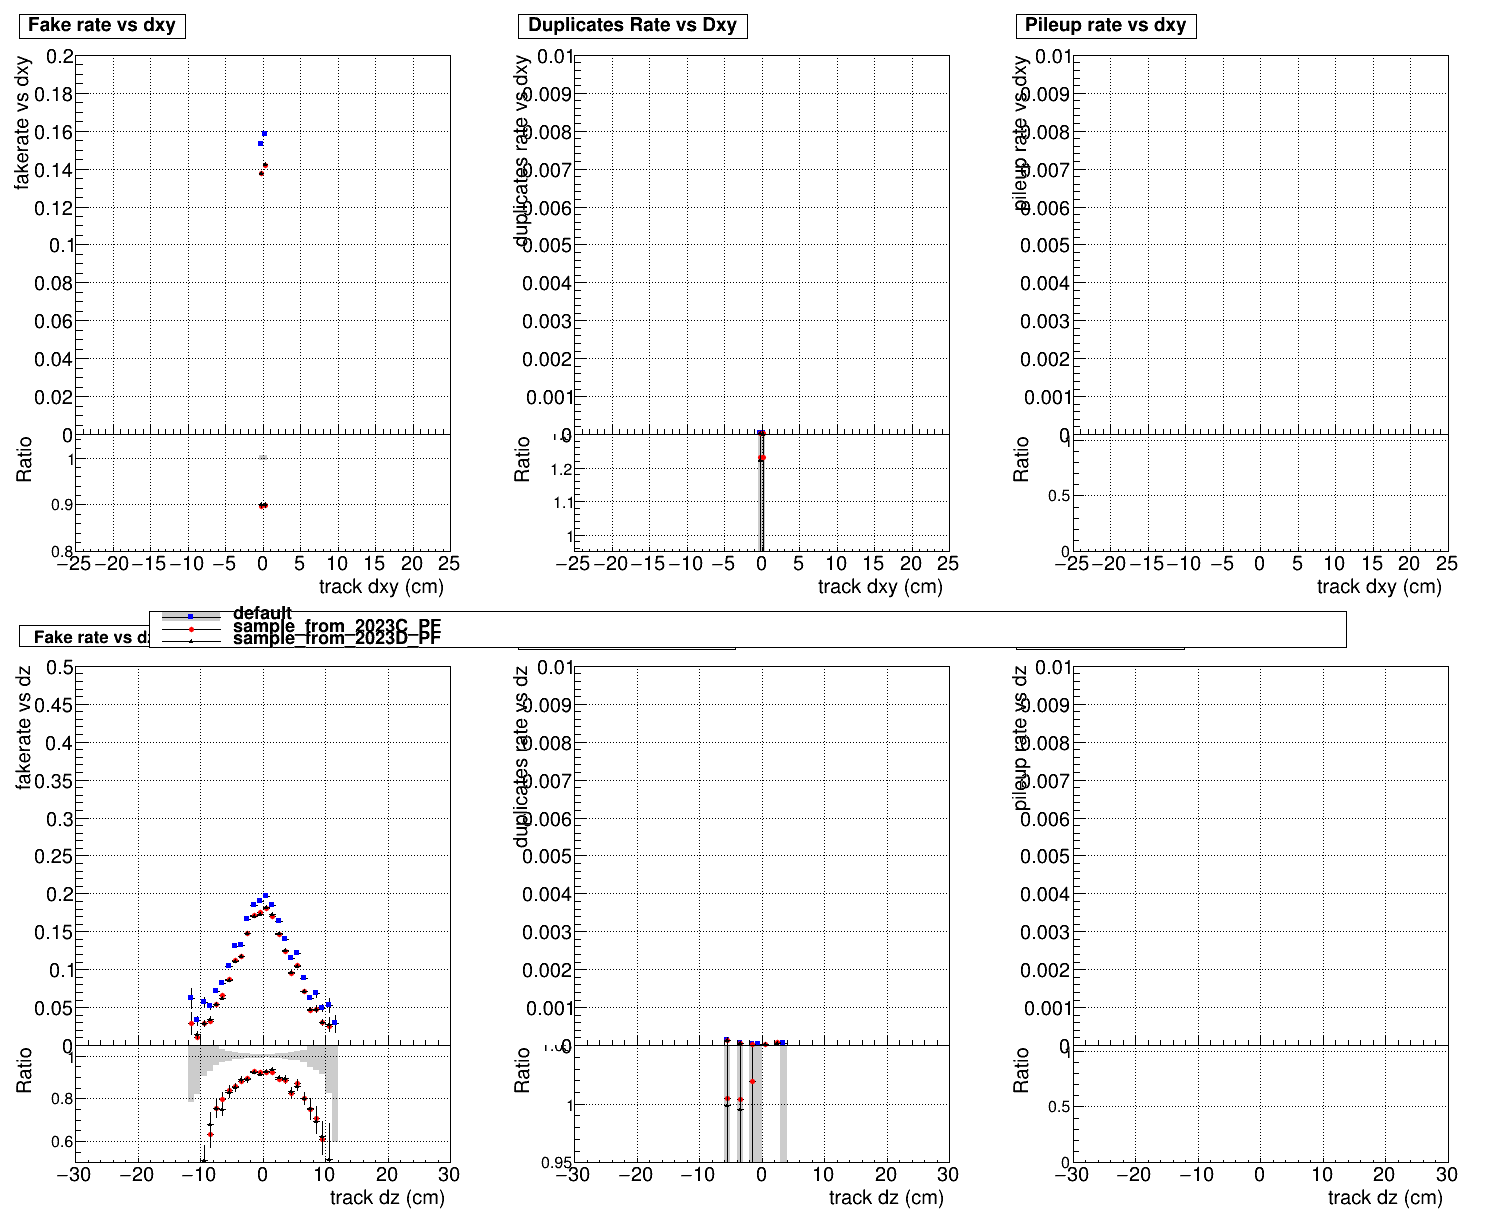 Fake rate vs dxy
Duplicates Rate vs Dxy
Pileup rate vs dxy
fakerate vs dxy
0.2
0.18
0.16
0.14
0.12
0.1
0.08
0.06
0.04
0.02
0
Ratio
1
0.9
0.8
−25 −20 −15 −10 −5 0 5 10 15 20 25
track dxy (cm)
duplicates rate vs dxy
0.01
0.009
0.008
0.007
0.006
0.005
0.004
0.003
0.002
0.001
0
Ratio
1.2
1.1
1
−25 −20 −15 −10 −5 0 5 10 15 20 25
track dxy (cm)
pileup rate vs dxy
0.01
0.009
0.008
0.007
0.006
0.005
0.004
0.003
0.002
0.001
0
Ratio
1
0.5
0
−25 −20 −15 −10 −5 0 5 10 15 20 25
track dxy (cm)
default
sample_from_2023C_PF
sample_from_2023D_PF
Fake rate vs dz
fakerate vs dz
0.5
0.45
0.4
0.35
0.3
0.25
0.2
0.15
0.1
0.05
0
Ratio
1
0.8
0.6
−30 −20 −10 0 10 20 30
track dz (cm)
duplicates rate vs dz
0.01
0.009
0.008
0.007
0.006
0.005
0.004
0.003
0.002
0.001
0
Ratio
1
0.95
−30 −20 −10 0 10 20 30
track dz (cm)
pileup rate vs dz
0.01
0.009
0.008
0.007
0.006
0.005
0.004
0.003
0.002
0.001
0
Ratio
1
0.5
0
−30 −20 −10 0 10 20 30
track dz (cm)